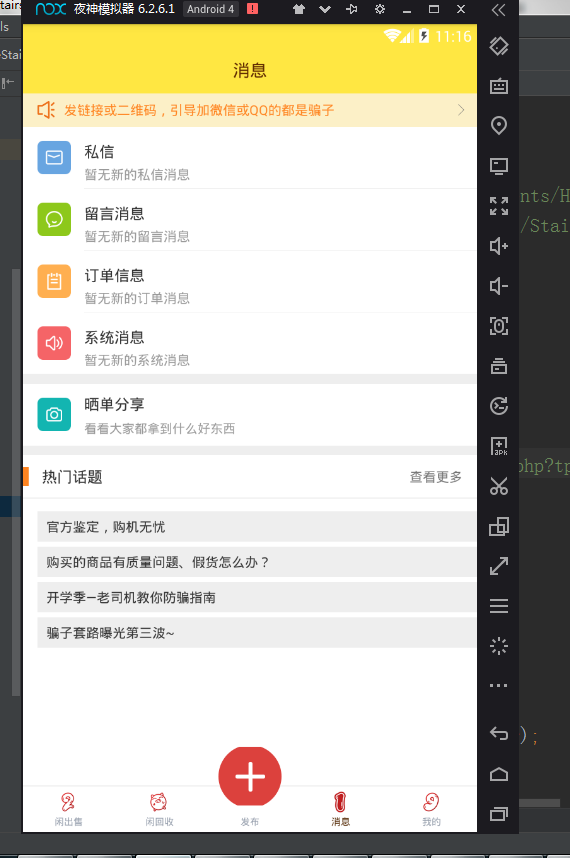 tairs
nox 夜神模拟器 6.2.6.1 Android 4
ls
11:16
消息
发链接或二维码，引导加微信或QQ的都是骗子
私信
暂无新的私信消息
留言消息
暂无新的留言消息
订单信息
暂无新的订单消息
系统消息
暂无新的系统消息
晒单分享
看看大家都拿到什么好东西
热门话题
查看更多
官方鉴定，购机无忧
购买的商品有质量问题、假货怎么办？
开学季—老司机教你防骗指南
骗子套路曝光第三波~
闲出售
闲回收
发布
消息
我的
-Stai
nts/H
/Stai
php?tp
);